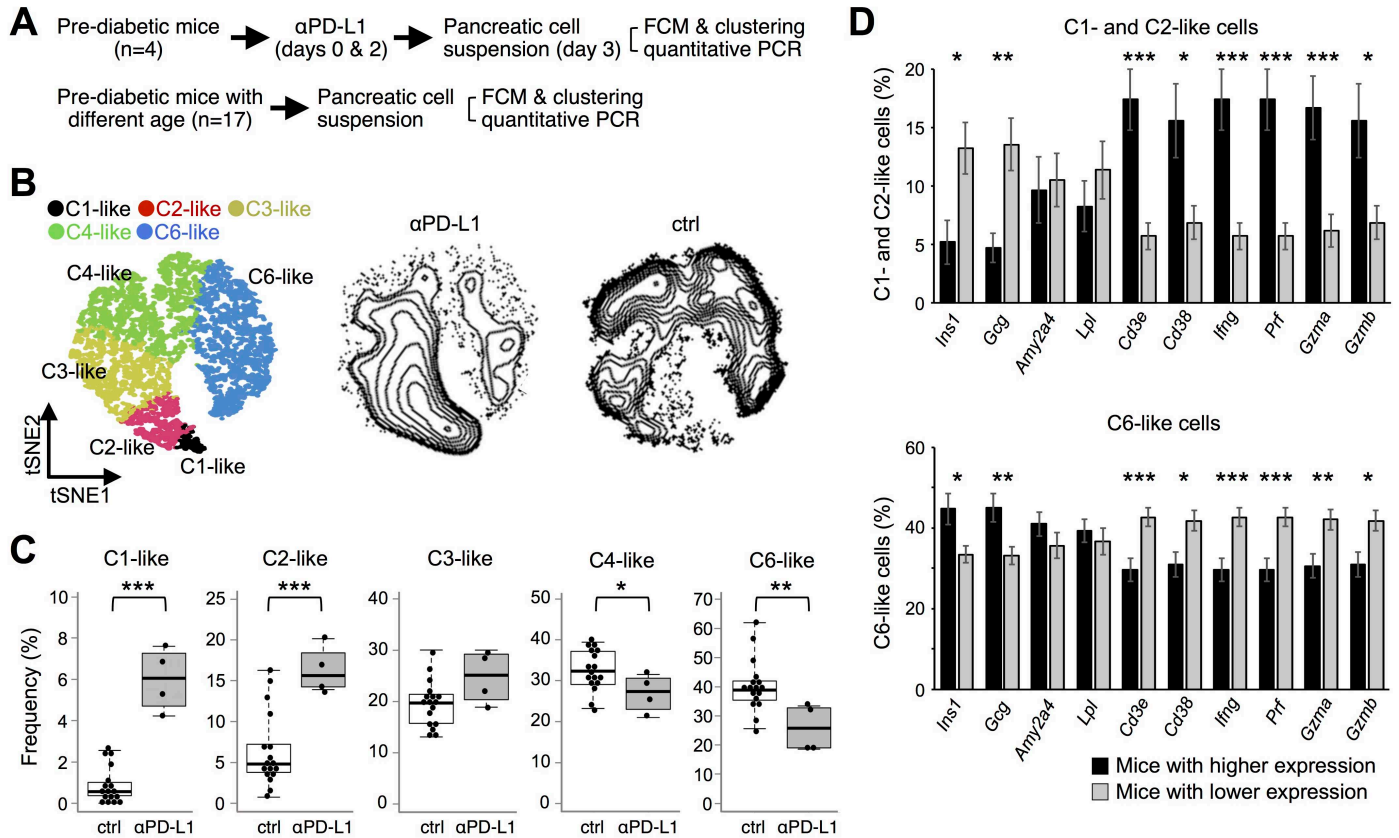 A
Pre-diabetic mice
(n=4)
αPD-L1
(days 0 & 2)
Pancreatic cell
suspension (day 3)
FCM & clustering
quantitative PCR
Pre-diabetic mice with
different age (n=17)
Pancreatic cell
suspension
FCM & clustering
quantitative PCR
B
C1-like C2-like C3-like
C4-like C6-like
C4-like
C6-like
C3-like
C2-like
C1-like
tSNE2
tSNE1
αPD-L1
ctrl
C
Frequency (%)
C1-like
***
10
8
6
4
2
0
ctrl αPD-L1
C2-like
***
25
20
15
10
5
0
ctrl αPD-L1
C3-like
40
30
20
10
0
ctrl αPD-L1
C4-like
*
50
40
30
20
10
0
ctrl αPD-L1
C6-like
**
70
60
50
40
30
20
10
0
ctrl αPD-L1
D
C1- and C2-like cells
* ** *** * *** *** *** *
C1- and C2-like cells (%)
20
15
10
5
0
Ins1 Gcg Amy2a4 Lpl Cd3e Cd38 Ifng Prf Gzma Gzmb
C6-like cells
* ** *** * *** *** ** *
C6-like cells (%)
60
40
20
0
Ins1 Gcg Amy2a4 Lpl Cd3e Cd38 Ifng Prf Gzma Gzmb
Mice with higher expression
Mice with lower expression